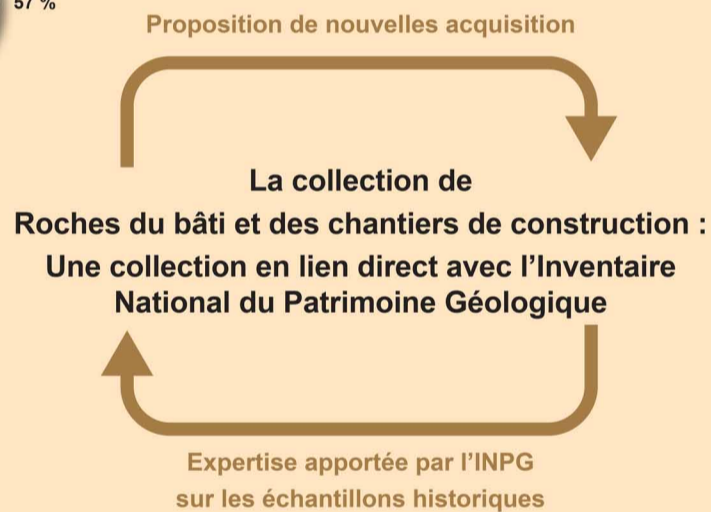 57 %
Proposition de nouvelles acquisition
La collection de
Roches du bâti et des chantiers de construction :
Une collection en lien direct avec l’Inventaire
National du Patrimoine Géologique
Expertise apportée par l’INPG
sur les échantillons historiques